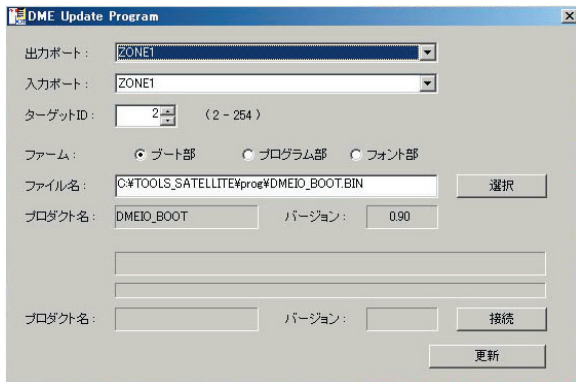 DME Update Program
出力ポート： ZONE1
入力ポート： ZONE1
ターゲットID： 2 （2 - 254）
ファーム： ブート部 プログラム部 フォント部
ファイル名： C:¥TOOLS_SATELLITE¥prog¥DMEIO_BOOT.BIN 選択
プロダクト名： DMEIO_BOOT バージョン： 0.90
プロダクト名： バージョン： 接続
更新